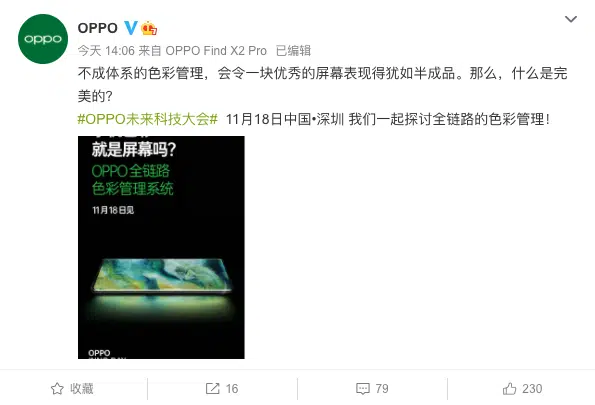 oppo
OPPO
今天 14:06 来自 OPPO Find X2 Pro 已编辑
不成体系的色彩管理，会令一块优秀的屏幕表现得犹如半成品。那么，什么是完
美的？
#OPPO未来科技大会# 11月18日中国•深圳 我们一起探讨全链路的色彩管理！
就是屏幕吗？
OPPO 全链路
色彩管理系统
11月18日见
OPPO
收藏
16
79
230